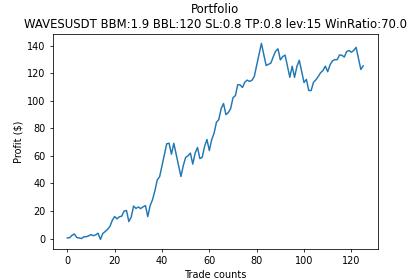 Portfolio
WAVESUSDT BBM:1.9 BBL:120 SL:0.8 TP:0.8 lev:15 WinRatio:70.0
140
120
100
80
60
40
20
0
Profit ($)
0 20 40 60 80 100 120
Trade counts